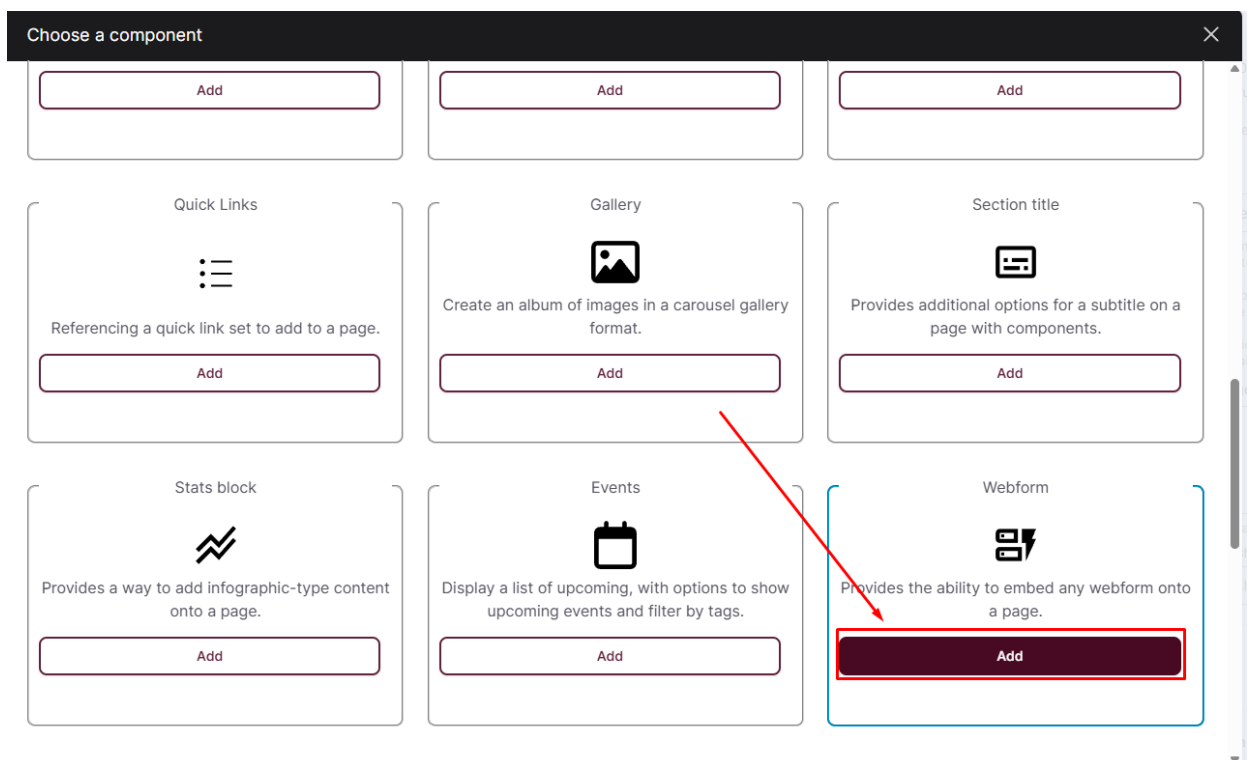 Choose a component
Add
Add
Add
Quick Links
Referencing a quick link set to add to a page.
Add
Gallery
Create an album of images in a carousel gallery
format.
Add
Section title
Provides additional options for a subtitle on a
page with components.
Add
Stats block
Provides a way to add infographic-type content
onto a page.
Add
Events
Display a list of upcoming, with options to show
upcoming events and filter by tags.
Add
Webform
Provides the ability to embed any webform onto
a page.
Add